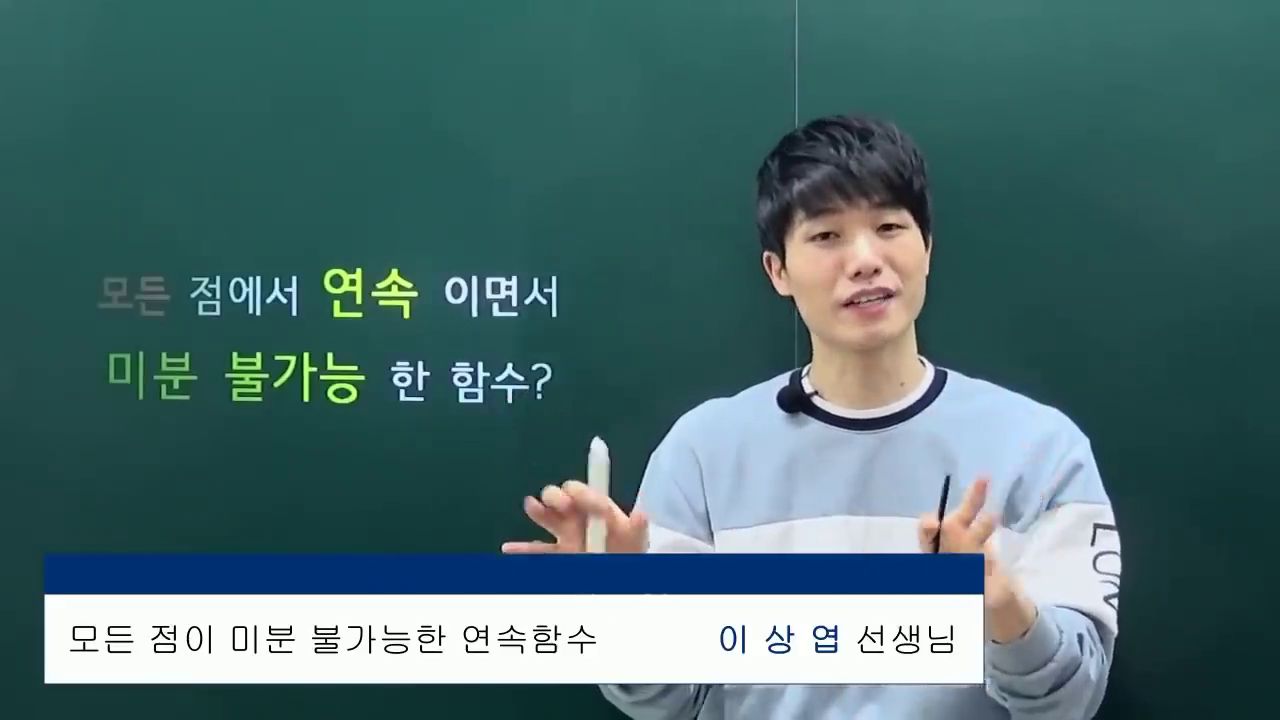 모든 점에서 연속 이면서
미분 불가능 한 함수?
모든 점이 미분 불가능한 연속함수
이 상 엽 선생님